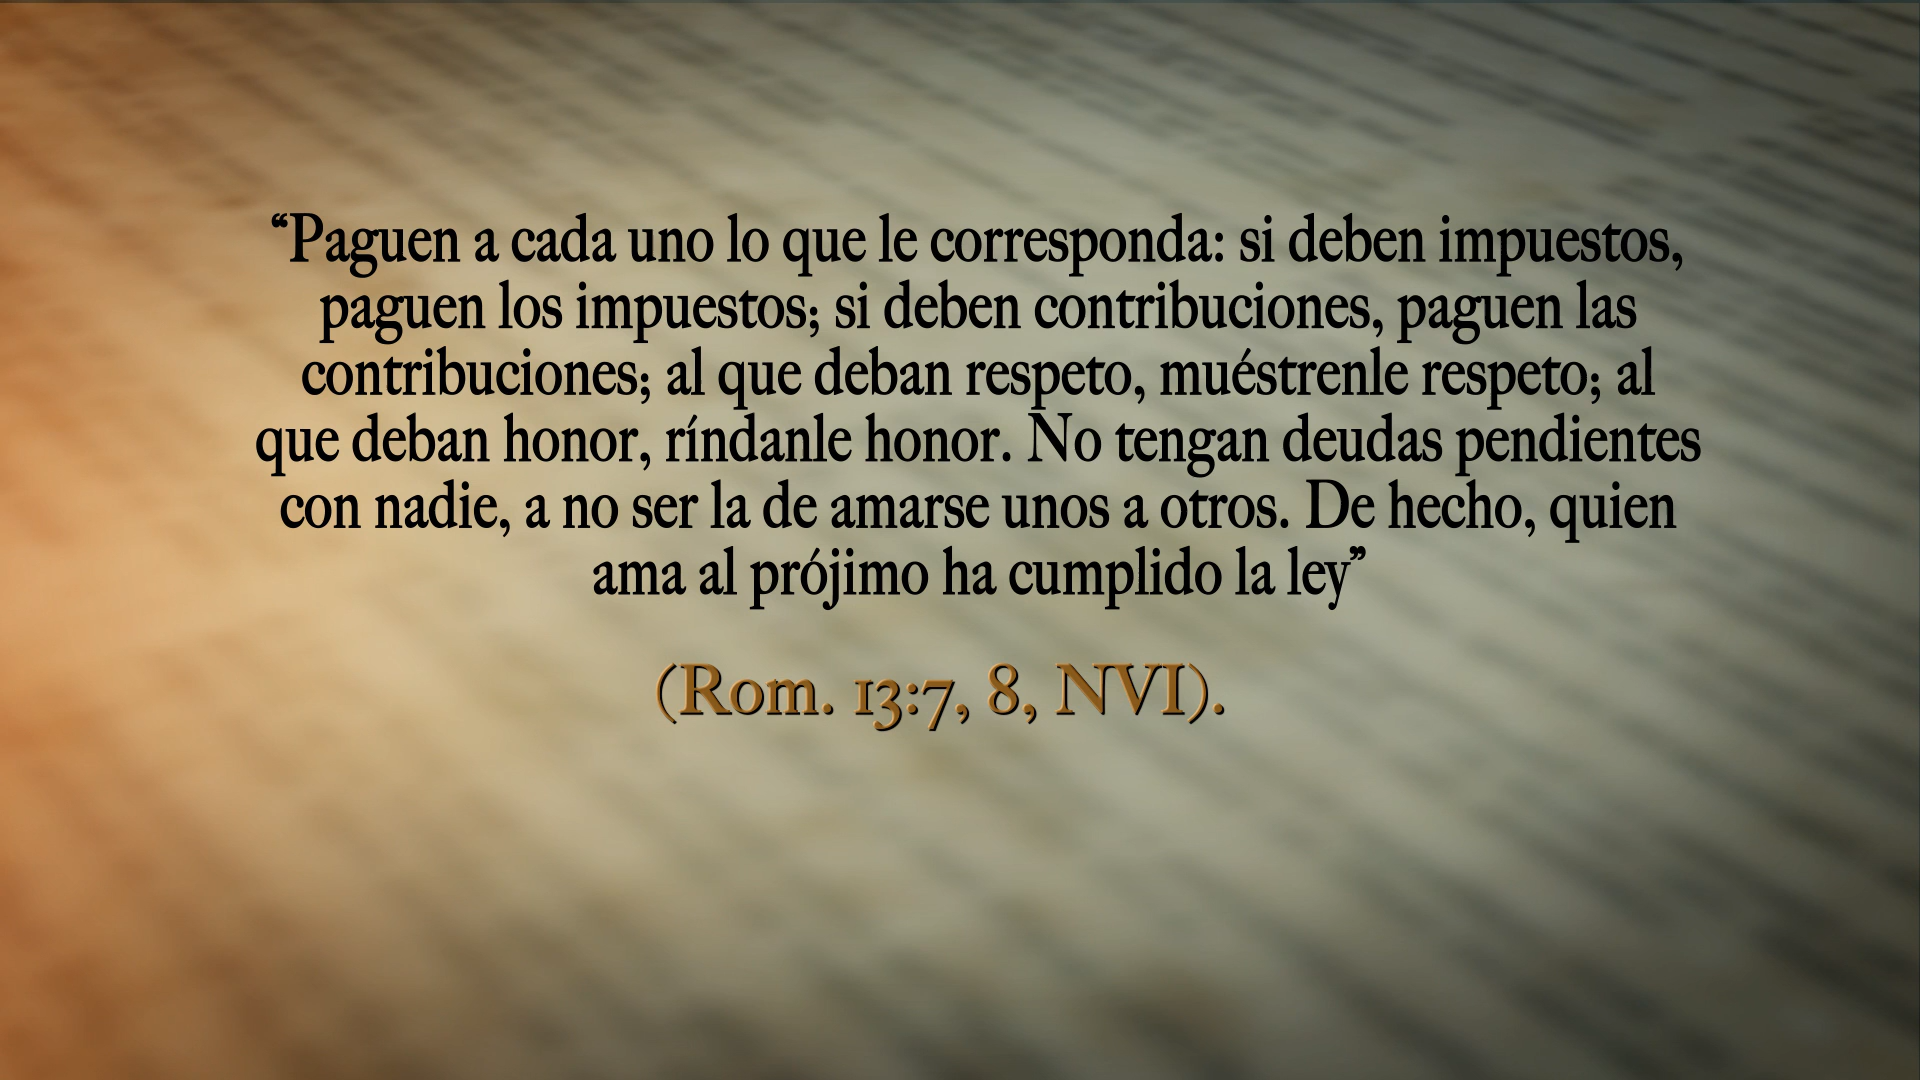 “Paguen a cada uno lo que le corresponda: si deben impuestos,
paguen los impuestos; si deben contribuciones, paguen las
contribuciones; al que deban respeto, muéstrenle respeto; al
que deban honor, ríndanle honor. No tengan deudas pendientes
con nadie, a no ser la de amarse unos a otros. De hecho, quien
ama al prójimo ha cumplido la ley”
(Rom. 13:7, 8, NVI).